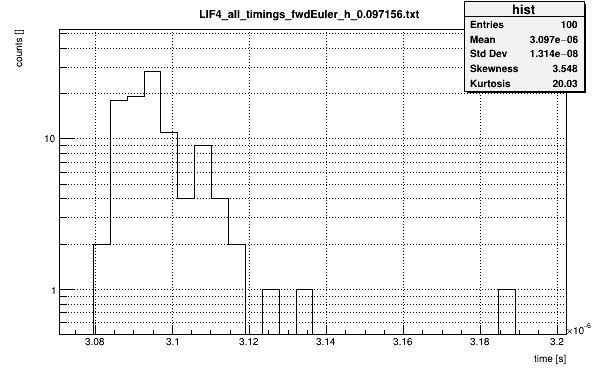 LIF4_all_timings_fwdEuler_h_0.097156.txt
hist
Entries 100
Mean 3.097e−06
Std Dev 1.314e−08
Skewness 3.548
Kurtosis 20.03
counts []
10
1
3.08 3.1 3.12 3.14 3.16 3.18 3.2
×10−6
time [s]